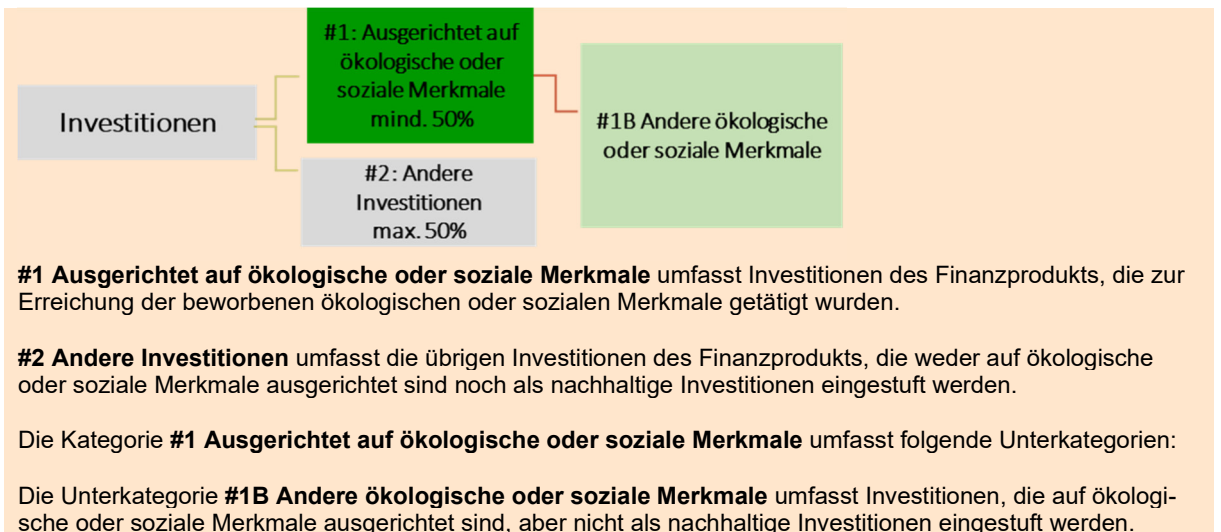 #1: Ausgerichtet auf
ökologische oder
soziale Merkmale
mind. 50%
Investitionen
#1B Andere ökologische
oder soziale Merkmale
#2: Andere
Investitionen
max. 50%
#1 Ausgerichtet auf ökologische oder soziale Merkmale umfasst Investitionen des Finanzprodukts, die zur
Erreichung der beworbenen ökologischen oder sozialen Merkmale getätigt wurden.
#2 Andere Investitionen umfasst die übrigen Investitionen des Finanzprodukts, die weder auf ökologische
oder soziale Merkmale ausgerichtet sind noch als nachhaltige Investitionen eingestuft werden.
Die Kategorie #1 Ausgerichtet auf ökologische oder soziale Merkmale umfasst folgende Unterkategorien:
Die Unterkategorie #1B Andere ökologische oder soziale Merkmale umfasst Investitionen, die auf ökologi-
sche oder soziale Merkmale ausgerichtet sind, aber nicht als nachhaltige Investitionen eingestuft werden.